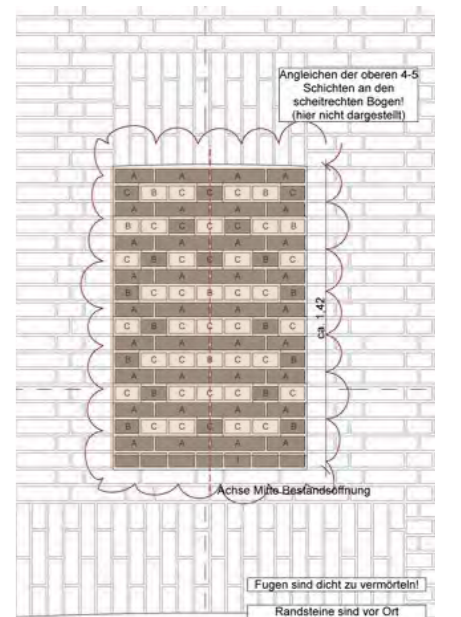 Angleichen der oberen 4-5
Schichten an den
scheitrechten Bogen!
(hier nicht dargestellt)
A A A A
C B C C C B C
A A A A
B C C C C C B
A A A A
C B C C C B C
A A A A
B C C B C C B
A A A A
C B C C C B C
A A A A
B C C B C C B
A A A A
C B C C C B C
A A A A
B C C C C C B
A A A A
ca. 1,42
Achse Mitte Bestandsöffnung
Fugen sind dicht zu vermörteln!
Randsteine sind vor Ort